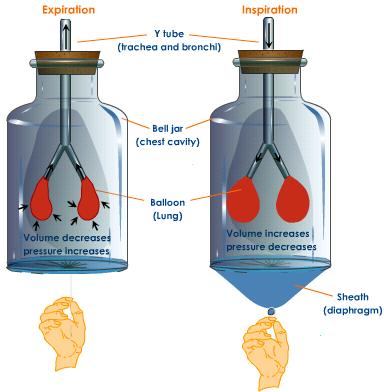 Expiration
Inspiration
Y tube
(trachea and bronchi)
Bell jar
(chest cavity)
Balloon
(Lung)
Volume decreases
pressure increases
Volume increases
pressure decreases
Sheath
(diaphragm)